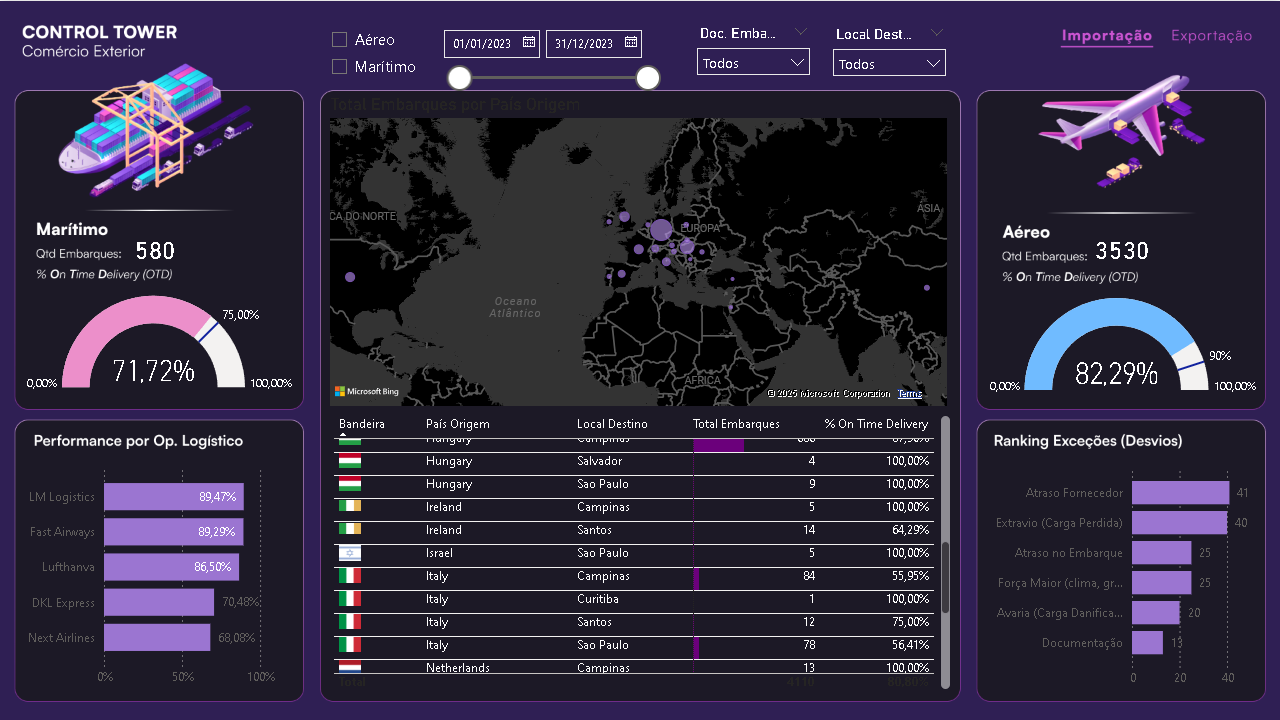 CONTROL TOWER
Comércio Exterior
Aéreo
Marítimo
01/01/2023
31/12/2023
Doc. Emba...
Todos
Local Dest...
Todos
Importação
Exportação
Marítimo
Qtd Embarques: 580
% On Time Delivery (OTD)
75,00%
71,72%
0,00%
100,00%
Total Embarques por País Origem
CA DO NORTE
EUROPA
ÁSIA
Oceano
Atlântico
ÁFRICA
Microsoft Bing
© 2025 Microsoft Corporation Terms
Aéreo
Qtd Embarques: 3530
% On Time Delivery (OTD)
90%
82,29%
0,00%
100,00%
Performance por Op. Logístico
LM Logistics 89,47%
Fast Airways 89,29%
Lufthanva 86,50%
DKL Express 70,48%
Next Airlines 68,08%
0% 50% 100%
Bandeira País Origem Local Destino Total Embarques % On Time Delivery
Hungary Campinas
Hungary Salvador 4 100,00%
Hungary Sao Paulo 9 100,00%
Ireland Campinas 5 100,00%
Ireland Santos 14 64,29%
Israel Sao Paulo 5 100,00%
Italy Campinas 84 55,95%
Italy Curitiba 1 100,00%
Italy Santos 12 75,00%
Italy Sao Paulo 78 56,41%
Netherlands Campinas 13 100,00%
Total 4110 80,80%
Ranking Exceções (Desvios)
Atraso Fornecedor 41
Extravio (Carga Perdida) 40
Atraso no Embarque 25
Força Maior (clima, gr... 25
Avaria (Carga Danifica... 20
Documentação 13
0 20 40